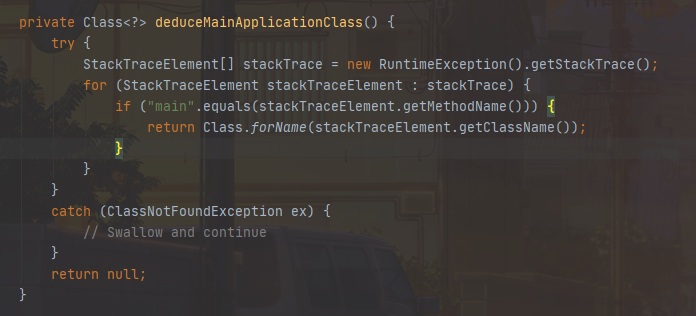 private Class<?> deduceMainApplicationClass() {
    try {
        StackTraceElement[] stackTrace = new RuntimeException().getStackTrace();
        for (StackTraceElement stackTraceElement : stackTrace) {
            if ("main".equals(stackTraceElement.getMethodName())) {
                return Class.forName(stackTraceElement.getClassName());
            }
        }
    }
    catch (ClassNotFoundException ex) {
        // Swallow and continue
    }
    return null;
}